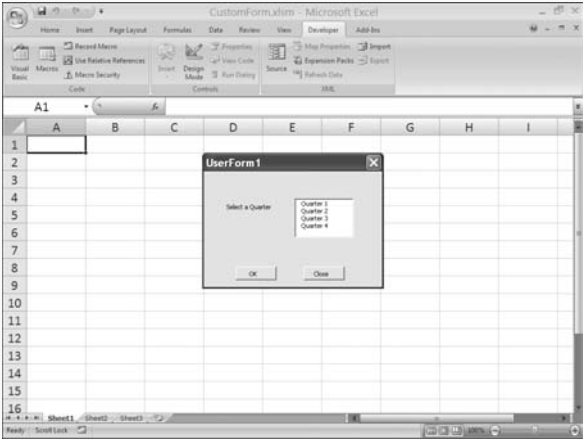 CustomForm.xlsm - Microsoft Excel
Home Insert Page Layout Formulas Data Review View Developer Add-Ins
Visual Basic
Macros
Record Macro
Use Relative References
Macro Security
Code
Insert
Design Mode
Properties
View Code
Run Dialog
Controls
Source
Map Properties
Expansion Packs
Refresh Data
Import
Export
XML
A1
fx
A B C D E F G H I
1
2
3
4
5
6
7
8
9
10
11
12
13
14
15
16
UserForm1
Select a Quarter
Quarter 1
Quarter 2
Quarter 3
Quarter 4
OK Close
Sheet1 Sheet2 Sheet3
Ready Scroll Lock 100%